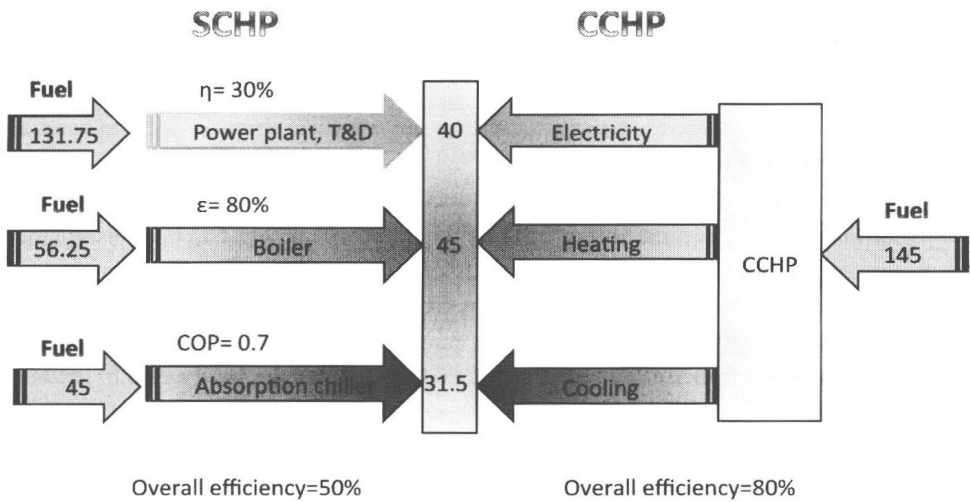 SCHP
CCHP
Fuel
η= 30%
131.75
Power plant, T&D
40
Electricity
Fuel
ε= 80%
Fuel
56.25
Boiler
45
Heating
CCHP
145
Fuel
COP= 0.7
45
Absorption chiller
31.5
Cooling
Overall efficiency=50%
Overall efficiency=80%